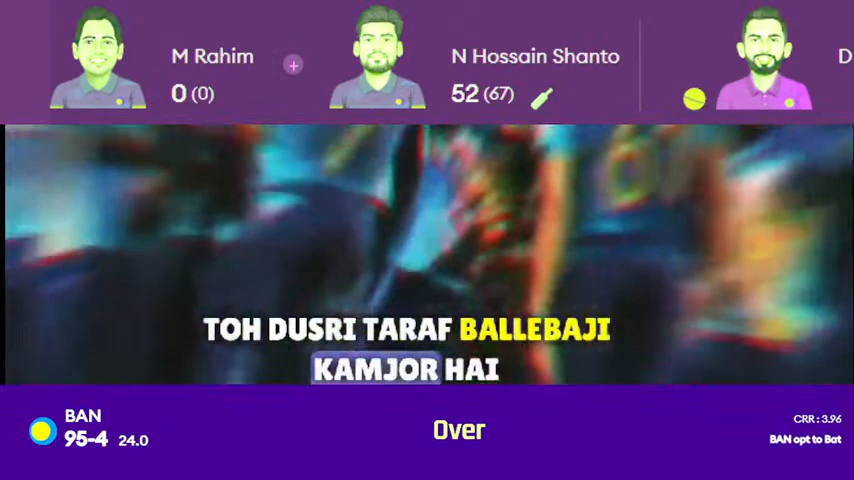 M Rahim
0 (0)
+
N Hossain Shanto
52 (67)
D
TOH DUSRI TARAF BALLEBAJI
KAMJOR HAI
BAN
95-4 24.0
Over
CRR : 3.96
BAN opt to Bat